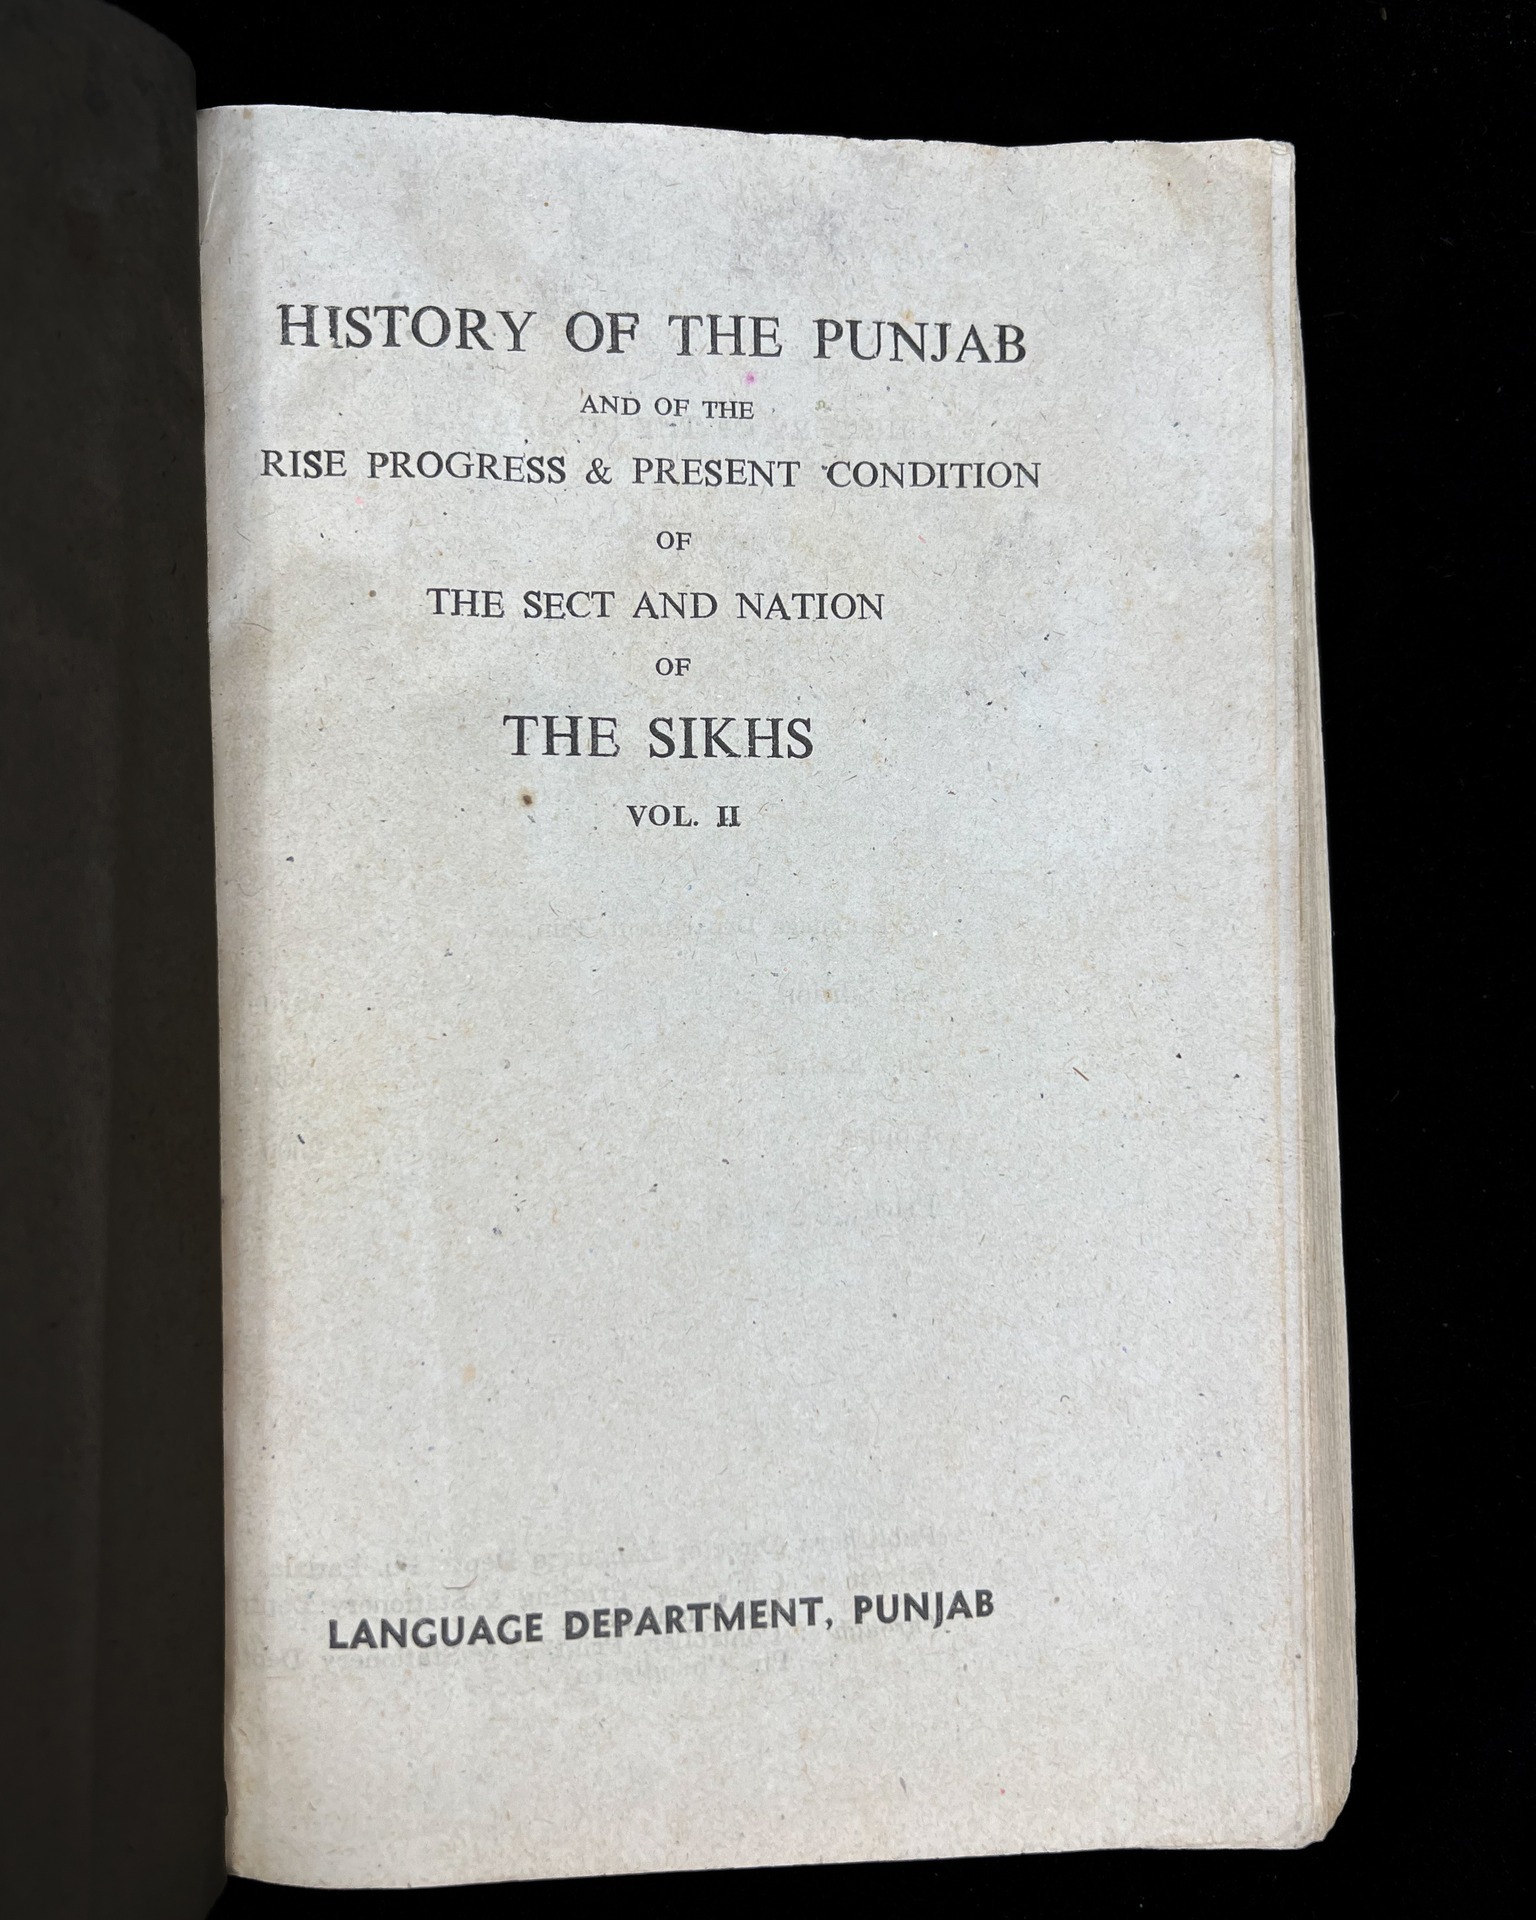 HISTORY OF THE PUNJAB
AND OF THE
RISE PROGRESS & PRESENT CONDITION
OF
THE SECT AND NATION
OF
THE SIKHS
VOL. II
LANGUAGE DEPARTMENT, PUNJAB